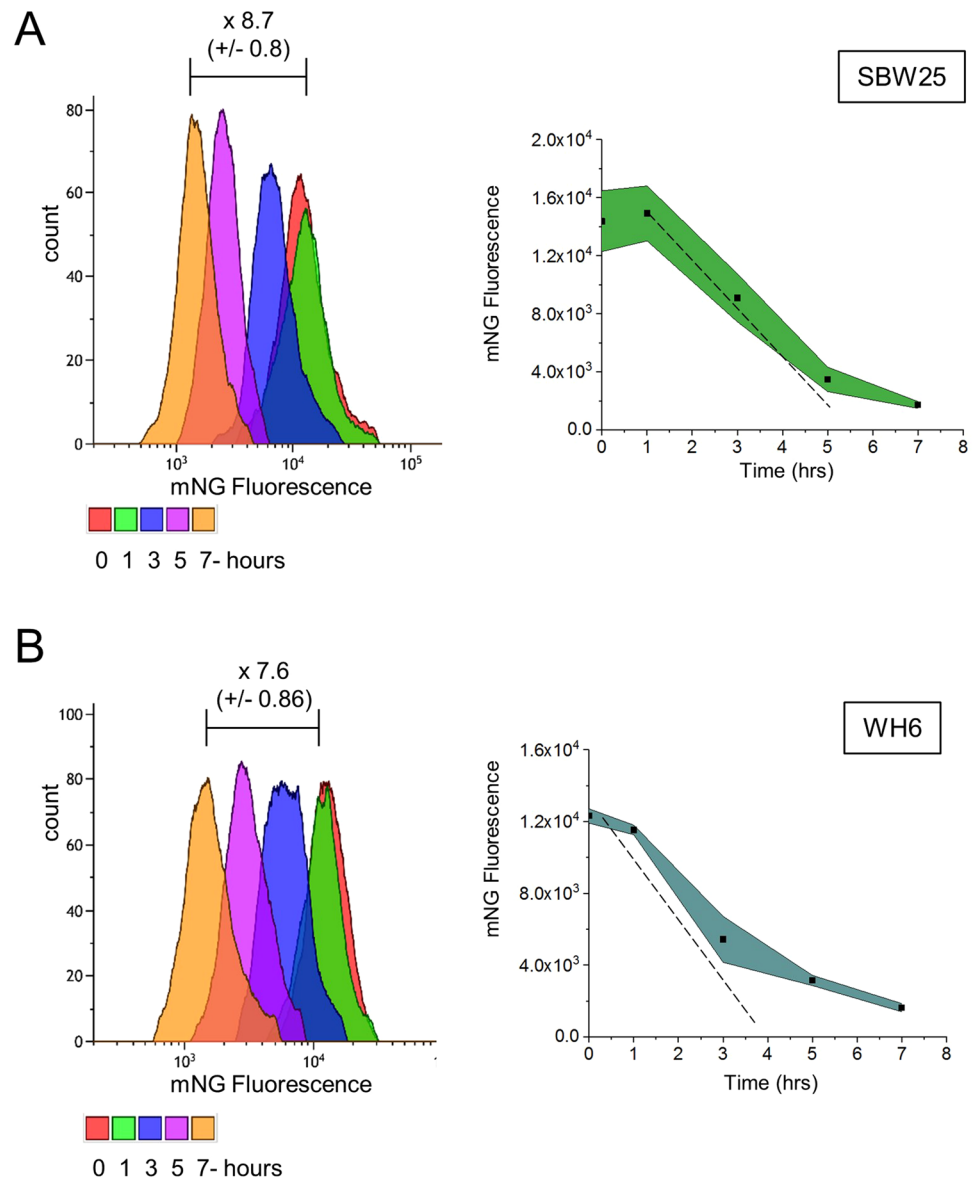 A
x 8.7
(+/- 0.8)
SBW25
count
80
60
40
20
0
10³
10⁴
10⁵
mNG Fluorescence
0 1 3 5 7- hours
mNG Fluorescence
2.0x10⁴
1.6x10⁴
1.2x10⁴
8.0x10³
4.0x10³
0.0
0 1 2 3 4 5 6 7 8
Time (hrs)
B
x 7.6
(+/- 0.86)
WH6
count
100
80
60
40
20
0
10³
10⁴
mNG Fluorescence
0 1 3 5 7- hours
mNG Fluorescence
1.6x10⁴
1.2x10⁴
8.0x10³
4.0x10³
0.0
0 1 2 3 4 5 6 7 8
Time (hrs)